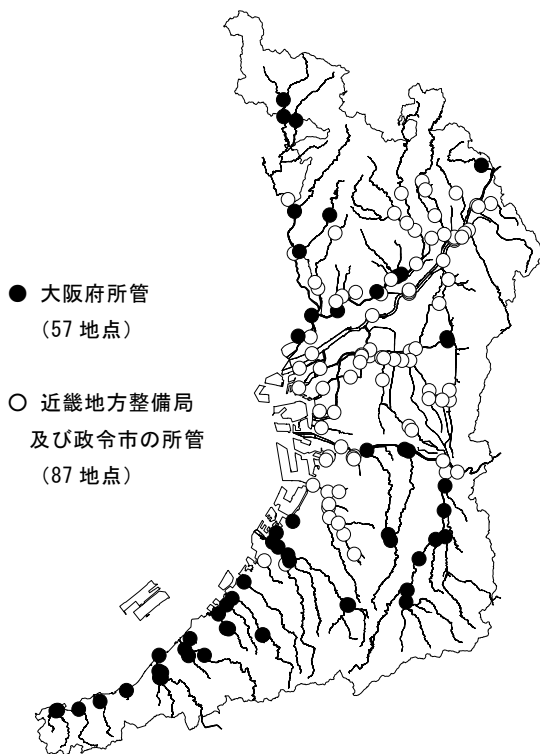 ● 大阪府所管
(57 地点)
○ 近畿地方整備局
及び政令市の所管
(87 地点)